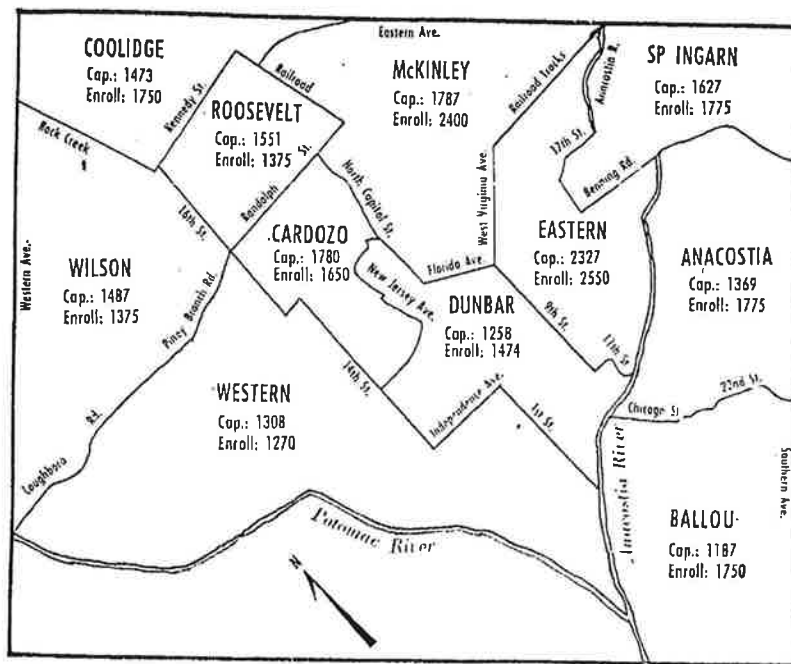 Eastern Ave.
COOLIDGE
Cap.: 1473
Enroll: 1750
McKINLEY
Cap.: 1787
Enroll: 2400
SP INGARN
Cap.: 1627
Enroll: 1775
Railroad Tracks
Anacostia R.
Kennedy St.
Railroad
ROOSEVELT
Cap.: 1551
Enroll: 1375
Rock Creek
17th St.
Benning Rd.
Randolph St.
North Capitol St.
West Virginia Ave
16th St.
CARDOZO
Cap.: 1780
Enroll: 1650
EASTERN
Cap.: 2327
Enroll: 2550
Western Ave.
WILSON
Cap.: 1487
Enroll: 1375
Piney Branch Rd.
New Jersey Ave.
Florida Ave
ANACOSTIA
Cap.: 1369
Enroll: 1775
DUNBAR
Cap.: 1258
Enroll: 1474
9th St.
17th St
14th St.
WESTERN
Cap.: 1308
Enroll: 1270
Independence Ave.
1st St.
Chicago St
22nd St.
Loughboro Rd.
Anacostia River
Southern Ave.
BALLOU
Cap.: 1187
Enroll: 1750
Potomac River
N